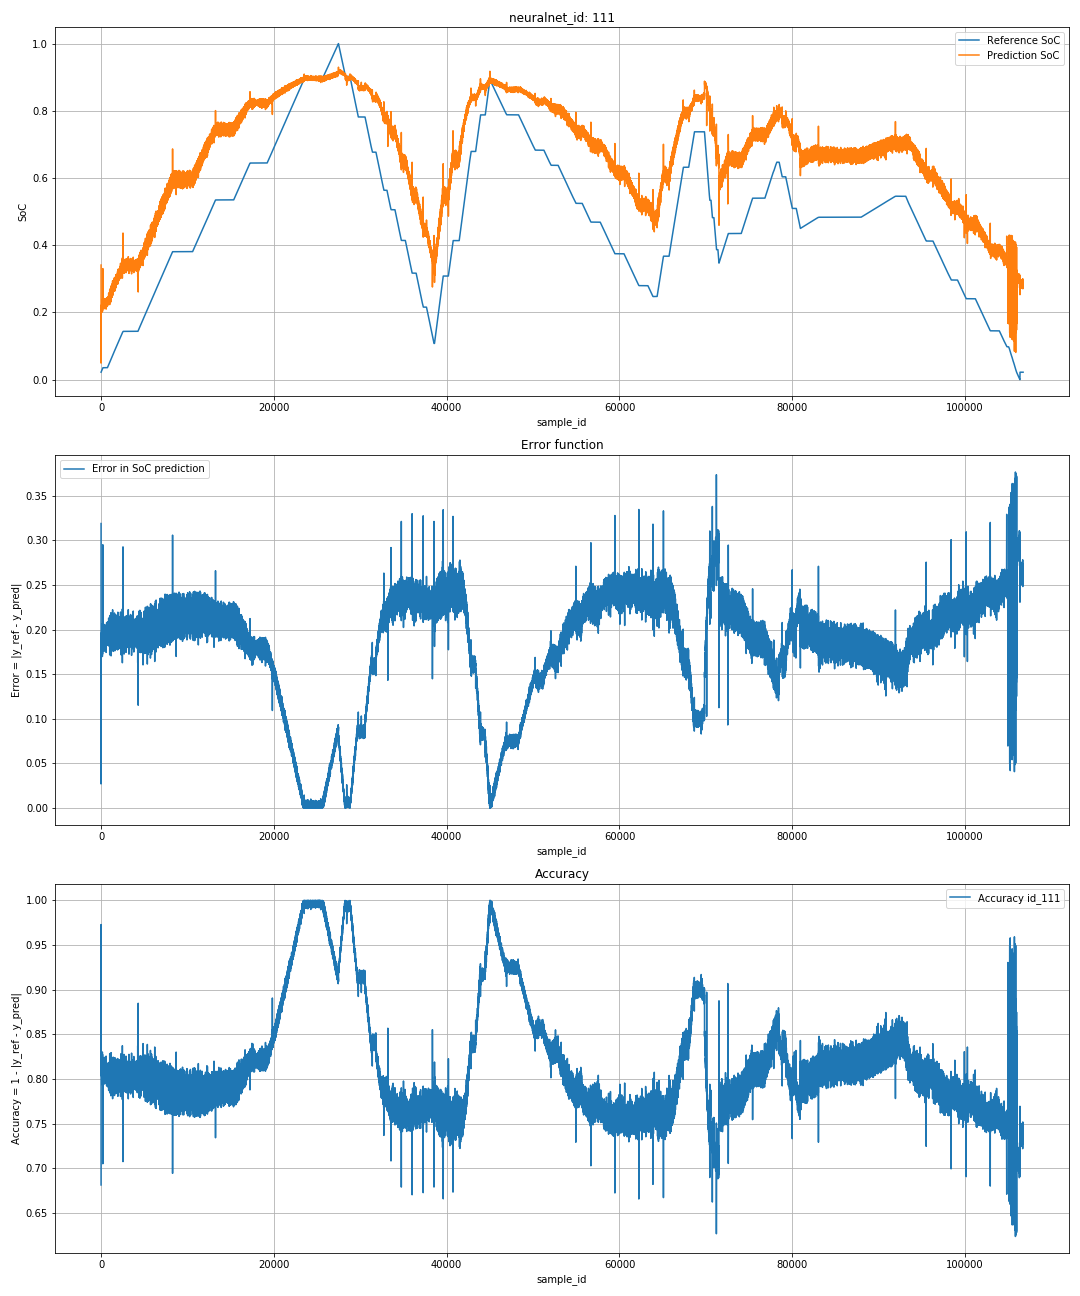 neuralnet_id: 111
1.0
0.8
0.6
0.4
0.2
0.0
SoC
Reference SoC
Prediction SoC
0 20000 40000 60000 80000 100000
sample_id
Error function
0.35
0.30
0.25
0.20
0.15
0.10
0.05
0.00
Error = |y_ref - y_pred|
Error in SoC prediction
0 20000 40000 60000 80000 100000
sample_id
Accuracy
1.00
0.95
0.90
0.85
0.80
0.75
0.70
0.65
Accuracy = 1 - |y_ref - y_pred|
Accuracy id_111
0 20000 40000 60000 80000 100000
sample_id